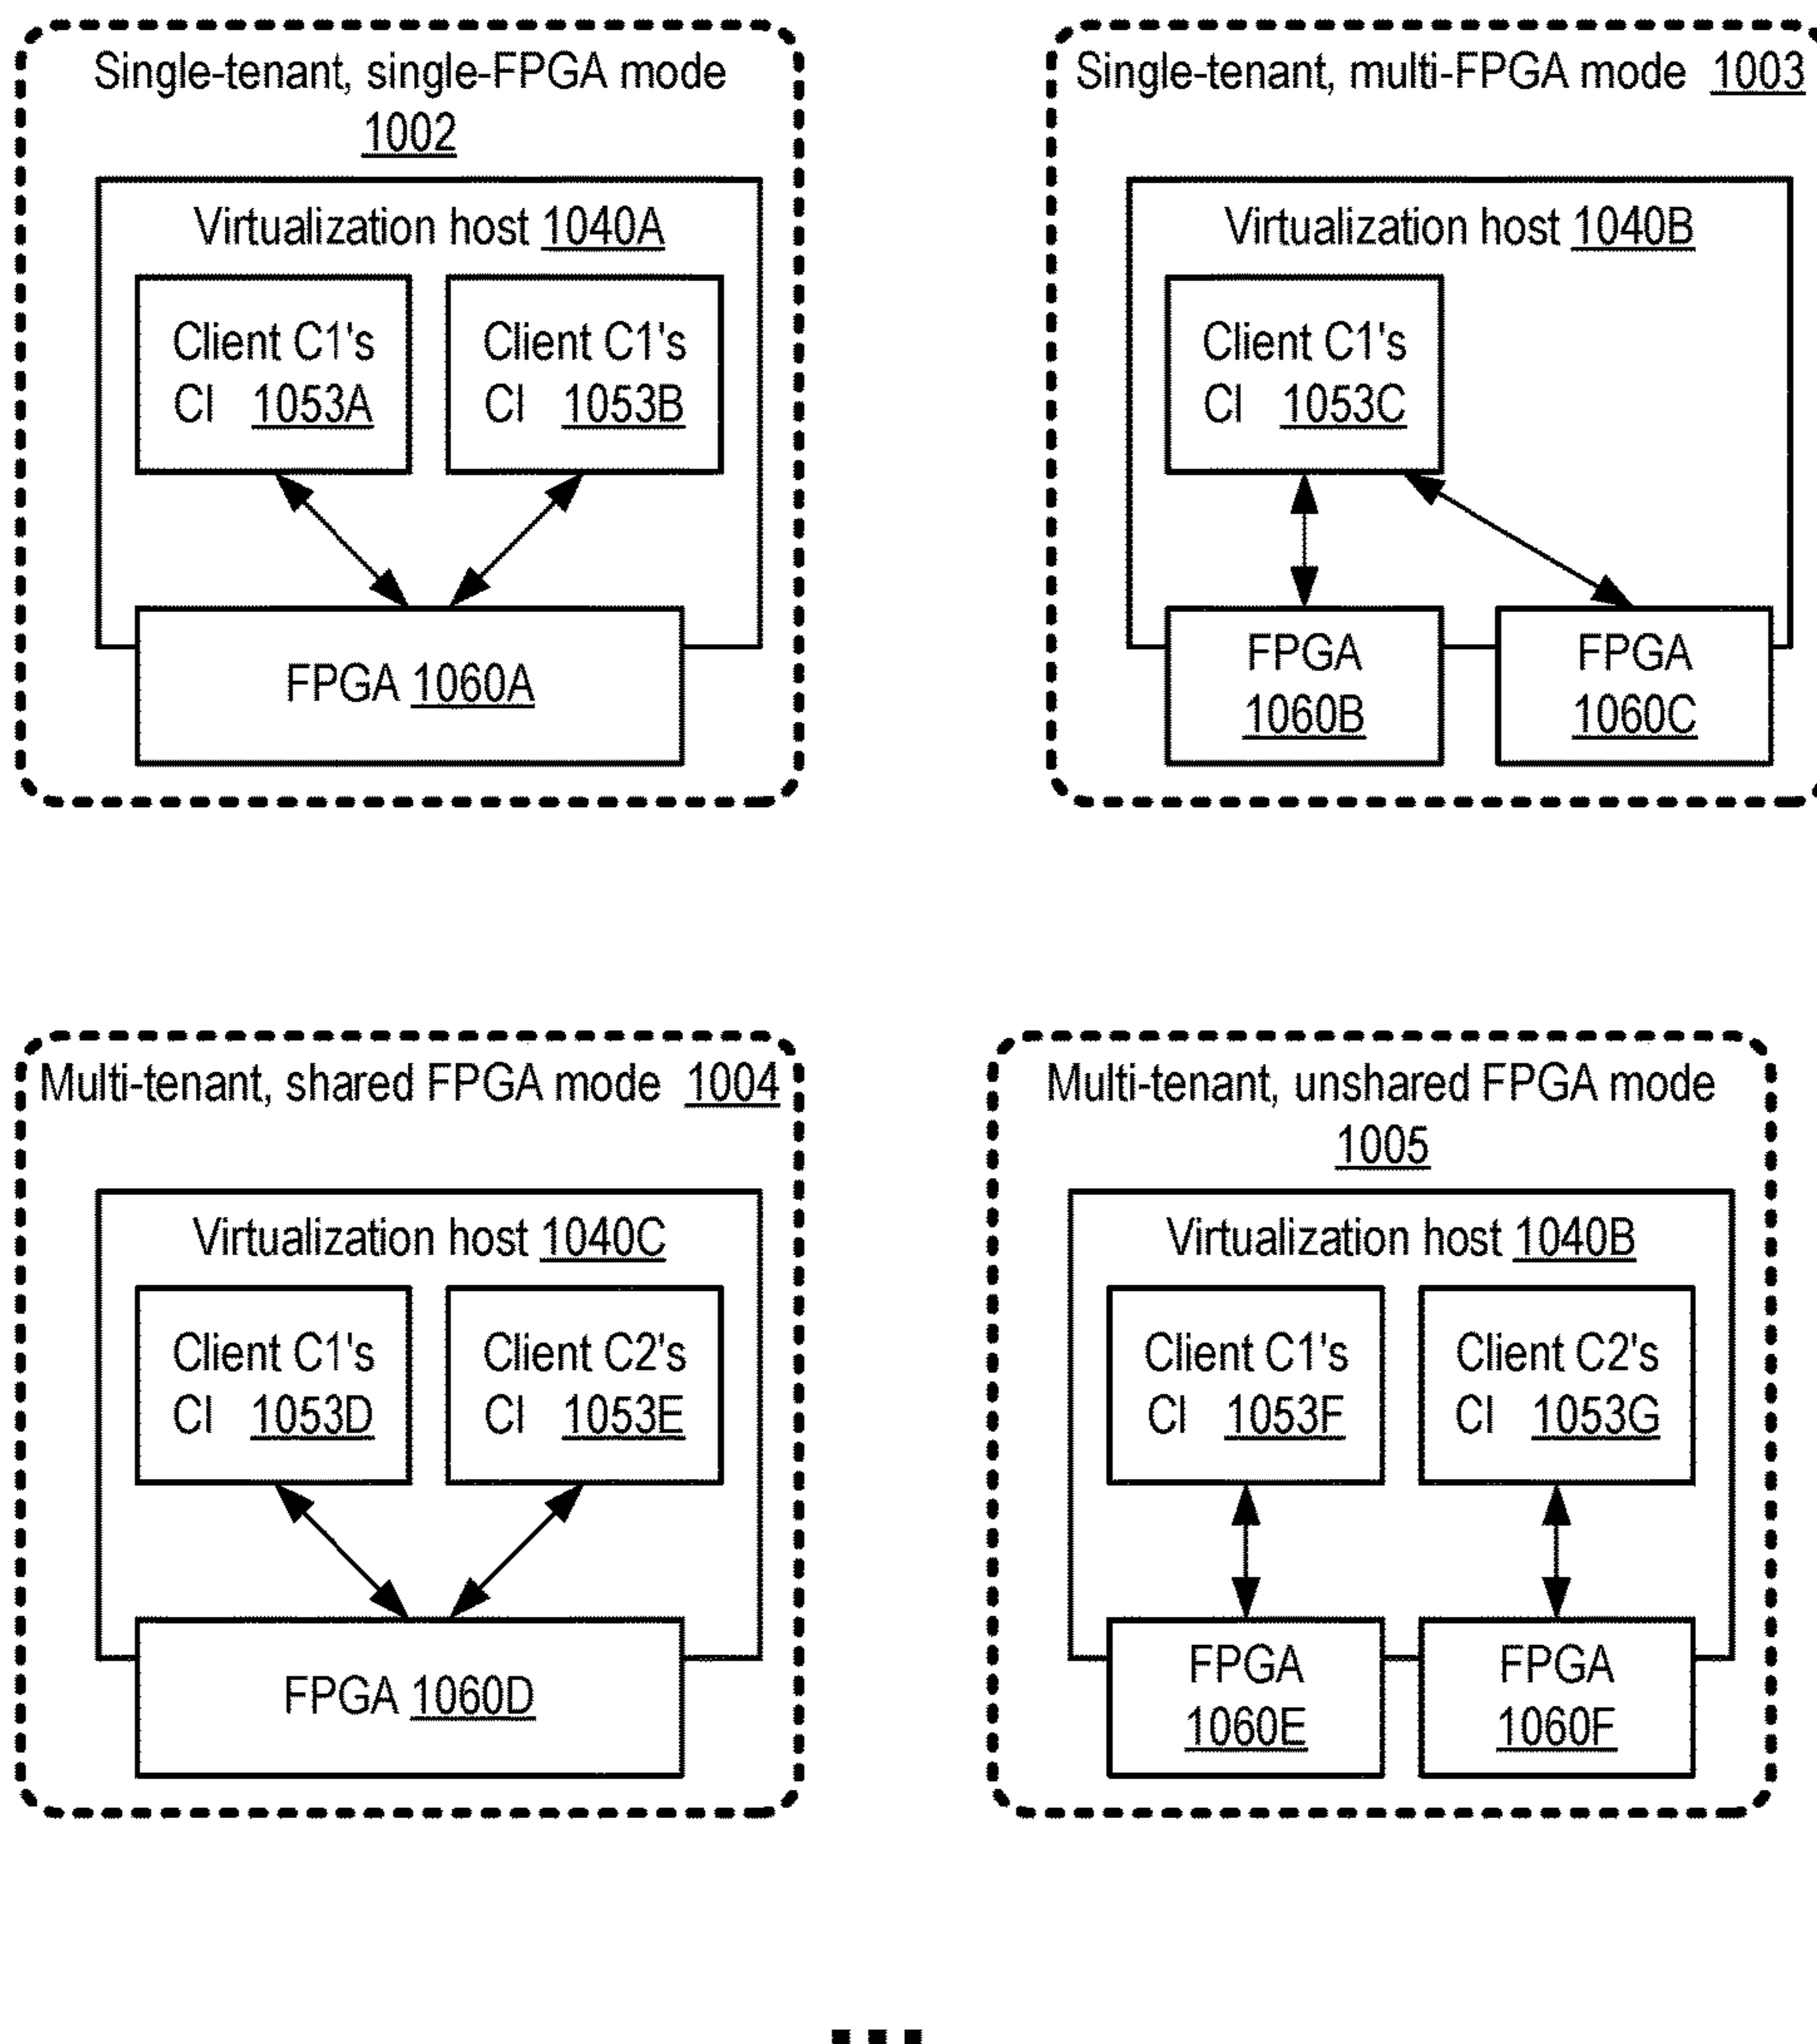 Single-tenant, single-FPGA mode
1002
Virtualization host 1040A
Client C1's
CI 1053A
Client C1's
CI 1053B
FPGA 1060A
Single-tenant, multi-FPGA mode 1003
Virtualization host 1040B
Client C1's
CI 1053C
FPGA
1060B
FPGA
1060C
Multi-tenant, shared FPGA mode 1004
Virtualization host 1040C
Client C1's
CI 1053D
Client C2's
CI 1053E
FPGA 1060D
Multi-tenant, unshared FPGA mode
1005
Virtualization host 1040B
Client C1's
CI 1053F
Client C2's
CI 1053G
FPGA
1060E
FPGA
1060F